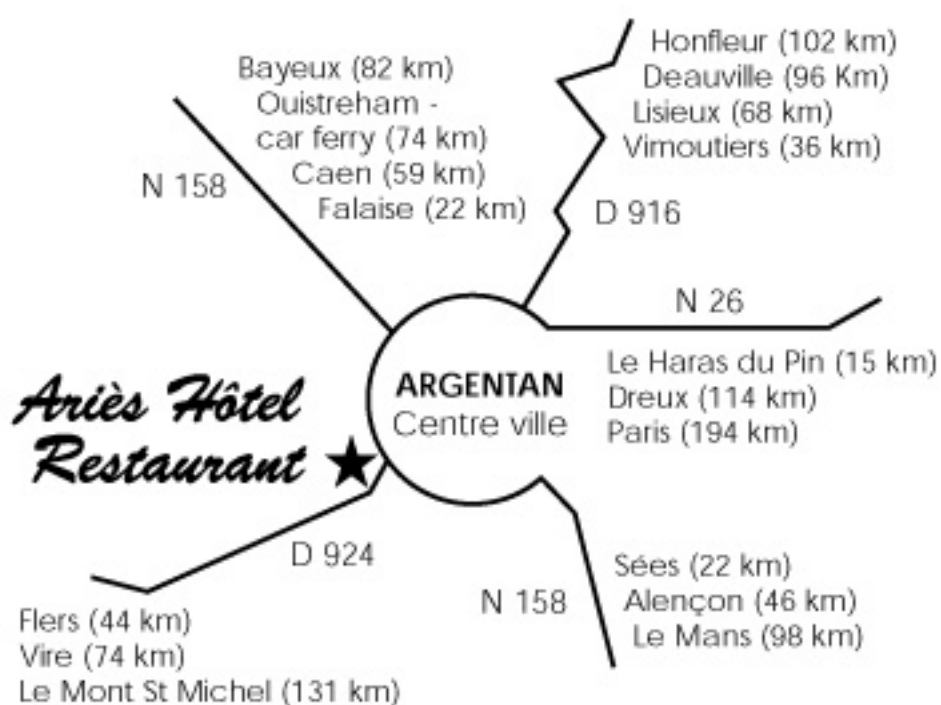 Bayeux (82 km)
Ouistreham -
car ferry (74 km)
Caen (59 km)
Falaise (22 km)
N 158
Honfleur (102 km)
Deauville (96 Km)
Lisieux (68 km)
Vimoutiers (36 km)
D 916
N 26
Le Haras du Pin (15 km)
Dreux (114 km)
Paris (194 km)
ARGENTAN
Centre ville
Ariès Hôtel
Restaurant
D 924
Flers (44 km)
Vire (74 km)
Le Mont St Michel (131 km)
N 158
Sées (22 km)
Alençon (46 km)
Le Mans (98 km)